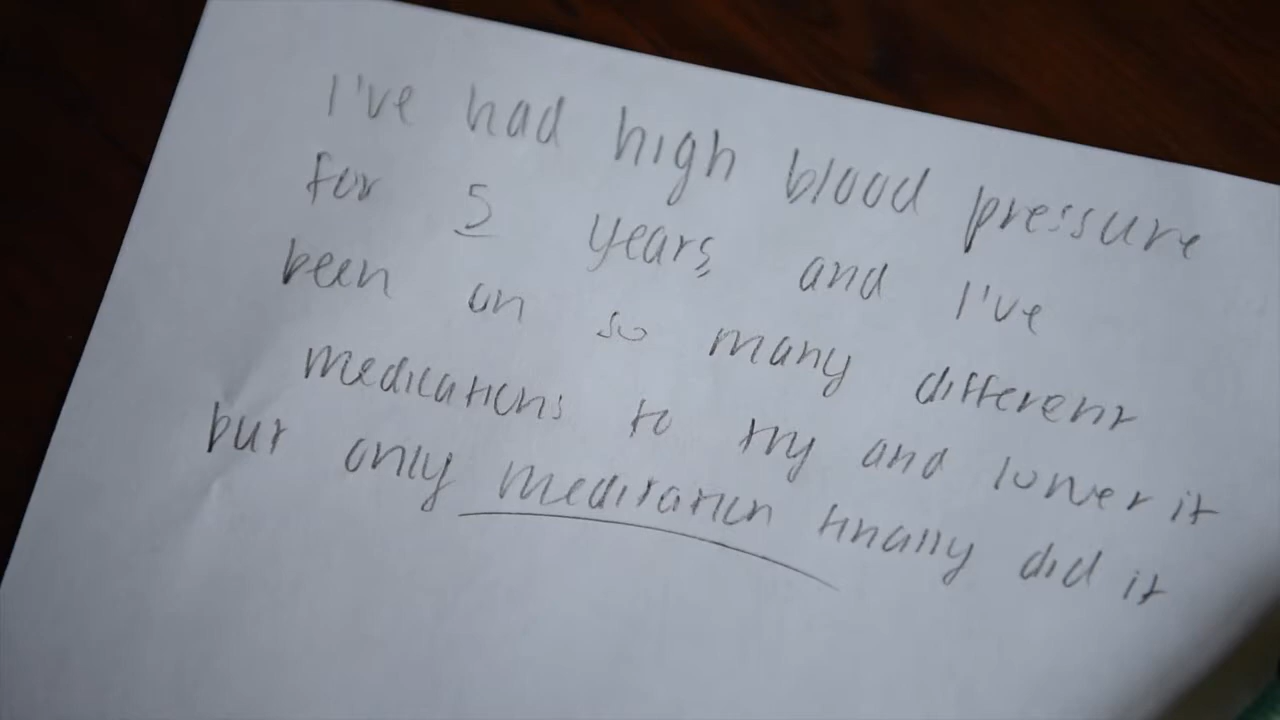 I've had high blood pressure
for 5 years, and I've
been on so many different
medications to try and lower it
but only meditation finally did it